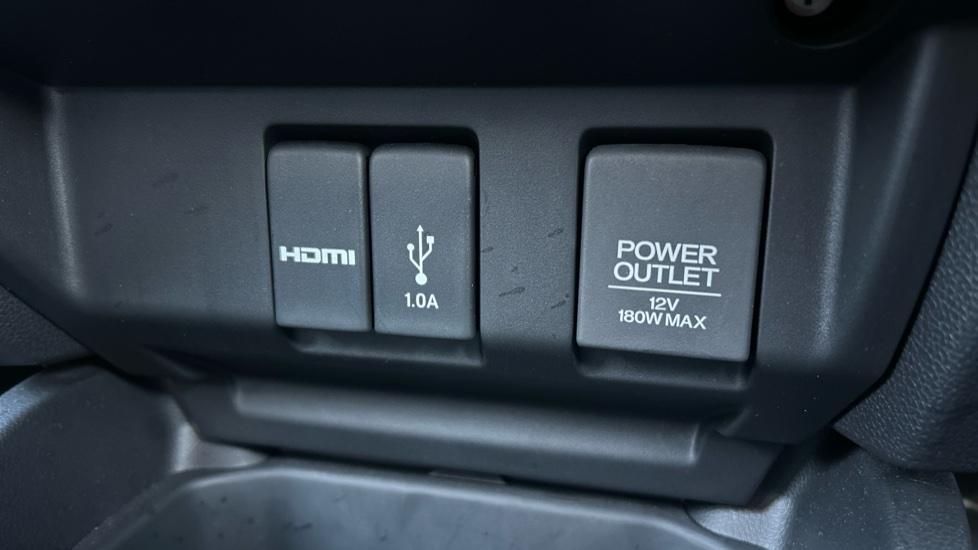 HDMI
1.0A
POWER
OUTLET
12V
180W MAX